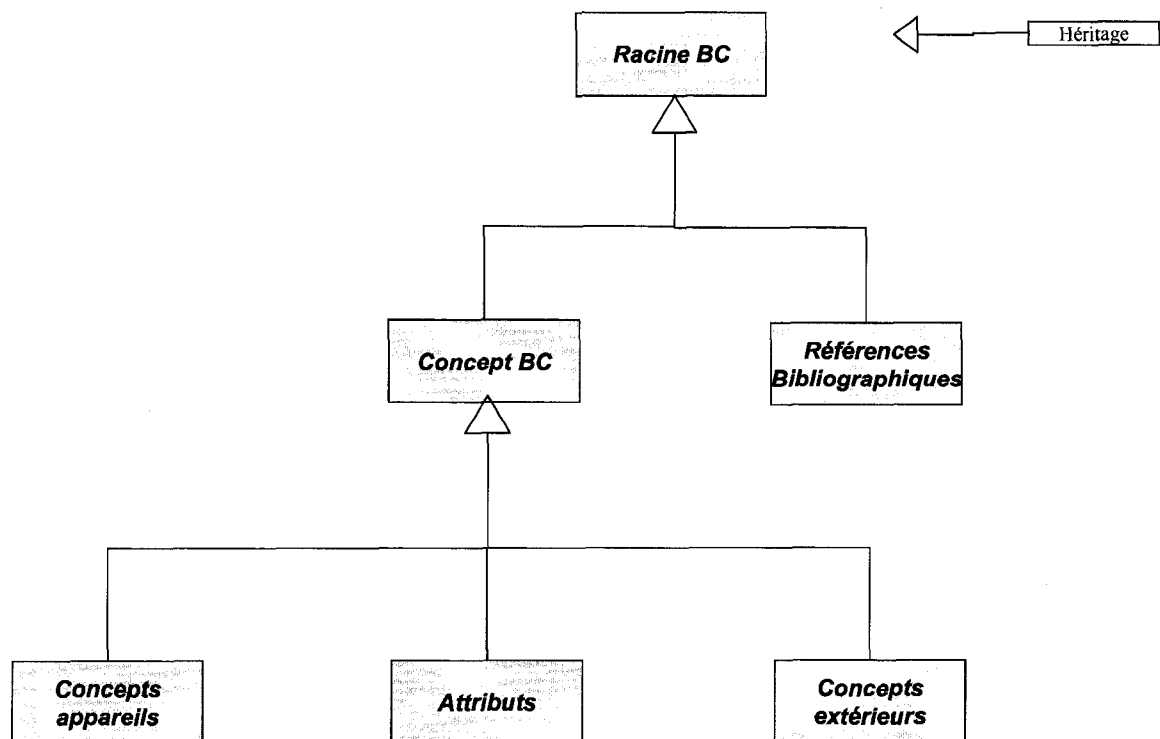 Racine BC
Héritage
Concept BC
Références
Bibliographiques
Concepts
appareils
Attributs
Concepts
extérieurs